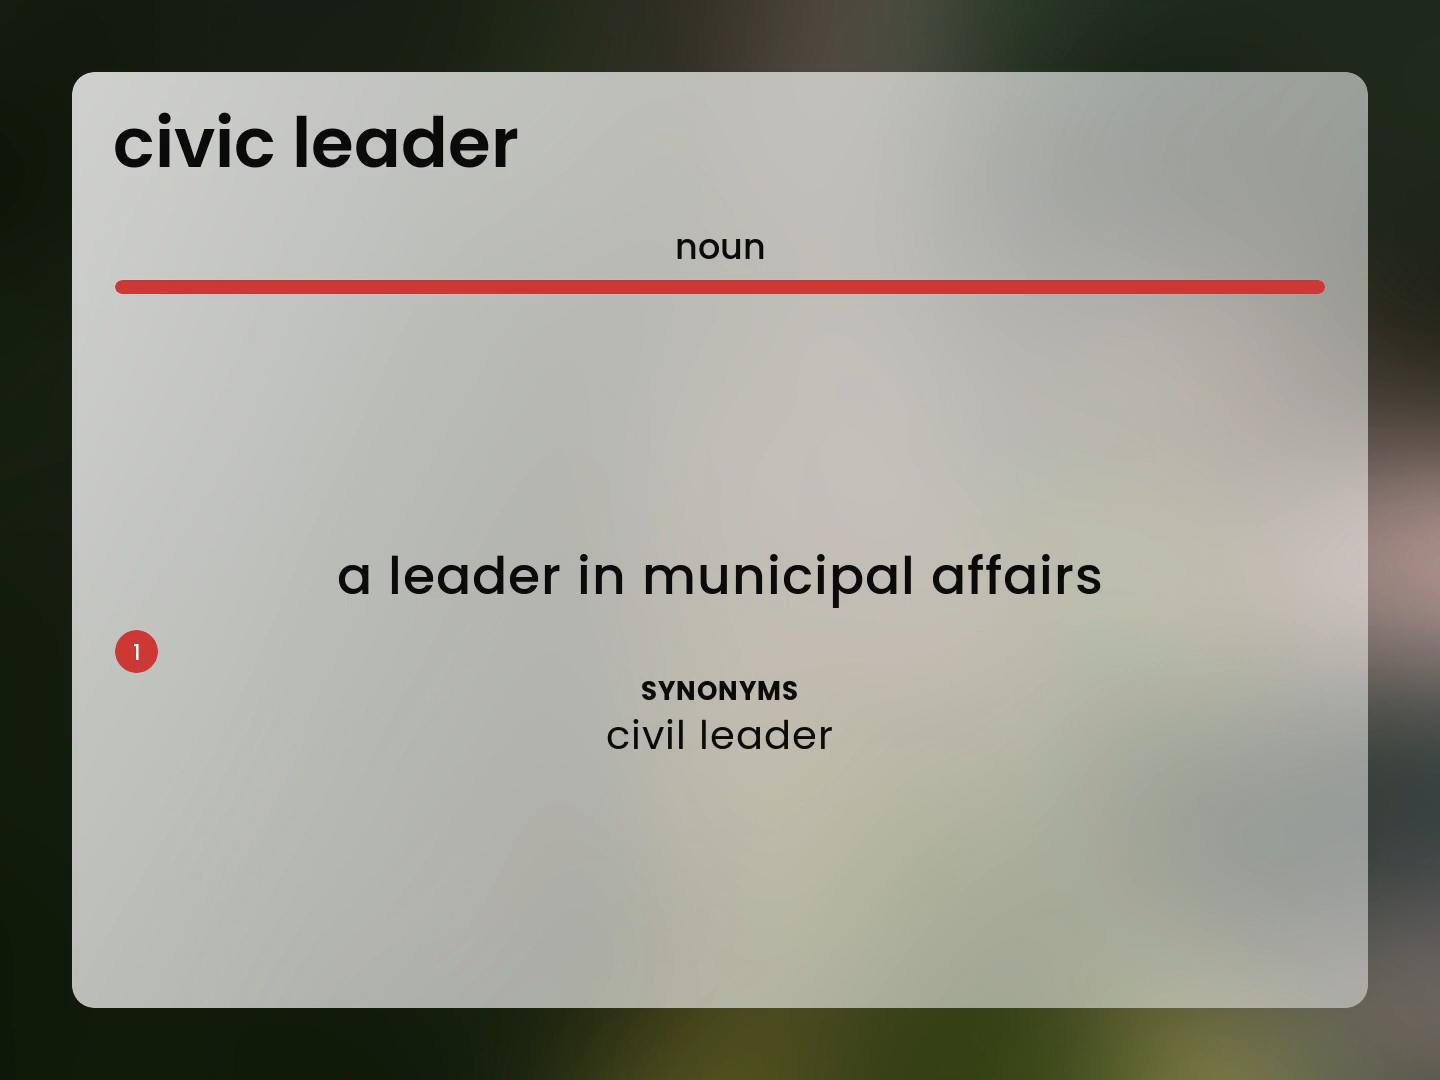 civic leader
noun
a leader in municipal affairs
1
SYNONYMS
civil leader